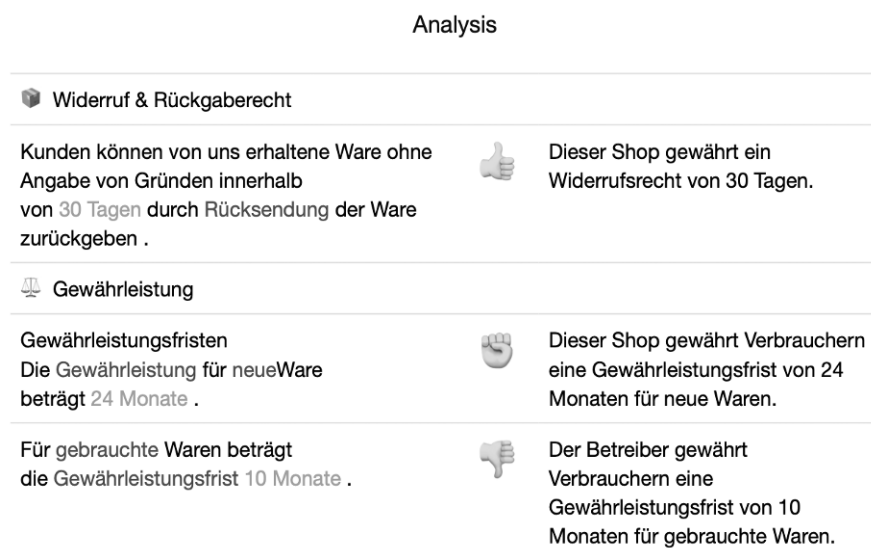 Analysis
Widerruf & Rückgaberecht
Kunden können von uns erhaltene Ware ohne
Angabe von Gründen innerhalb
von 30 Tagen durch Rücksendung der Ware
zurückgeben .
Dieser Shop gewährt ein
Widerrufsrecht von 30 Tagen.
Gewährleistung
Gewährleistungsfristen
Die Gewährleistung für neueWare
beträgt 24 Monate .
Dieser Shop gewährt Verbrauchern
eine Gewährleistungsfrist von 24
Monaten für neue Waren.
Für gebrauchte Waren beträgt
die Gewährleistungsfrist 10 Monate .
Der Betreiber gewährt
Verbrauchern eine
Gewährleistungsfrist von 10
Monaten für gebrauchte Waren.